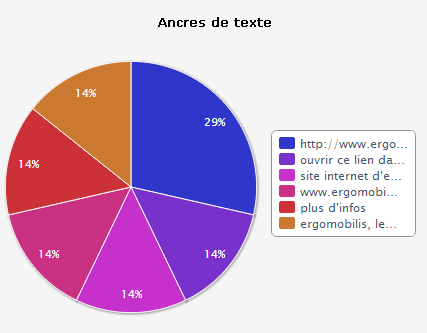 Ancres de texte
14%
29%
14%
14%
14%
14%
http://www.ergo...
ouvrir ce lien da...
site internet d'e...
www.ergomobi...
plus d'infos
ergomobilis, le...